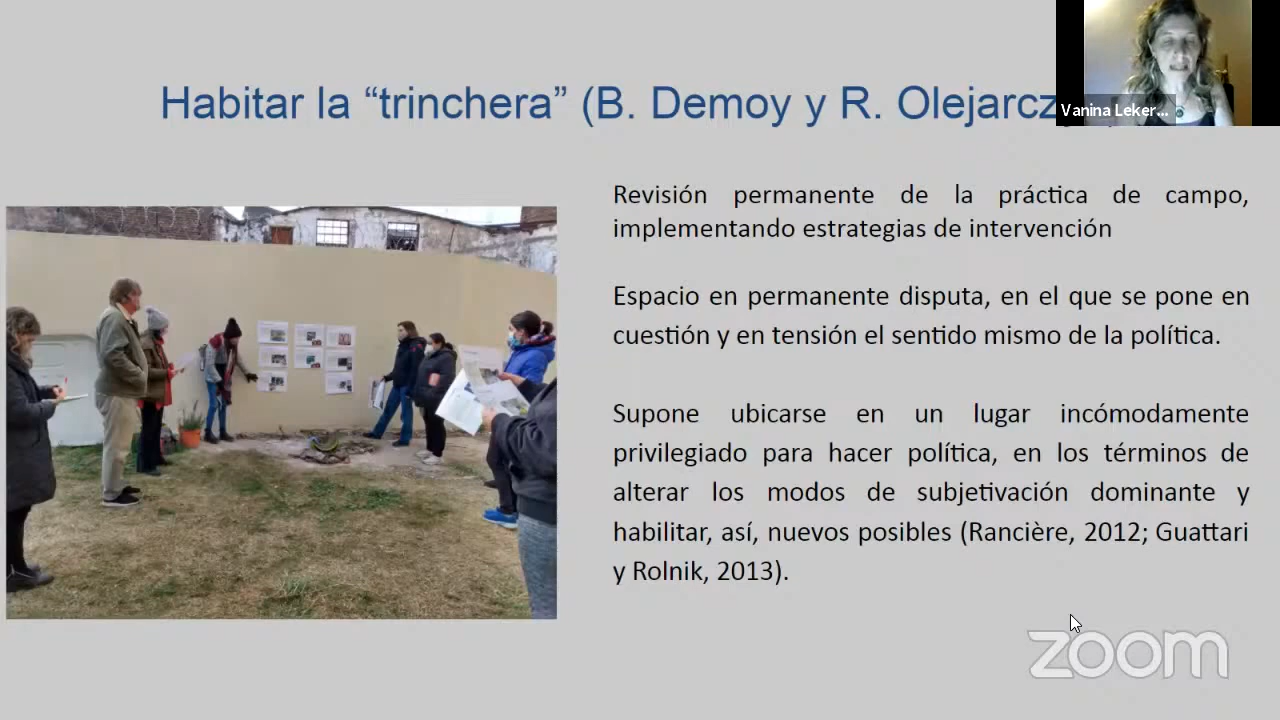 Habitar la “trinchera” (B. Demoy y R. Olejarcz
Vanina Leker...
Revisión permanente de la práctica de campo,
implementando estrategias de intervención
Espacio en permanente disputa, en el que se pone en
cuestión y en tensión el sentido mismo de la política.
Supone ubicarse en un lugar incómodamente
privilegiado para hacer política, en los términos de
alterar los modos de subjetivación dominante y
habilitar, así, nuevos posibles (Rancière, 2012; Guattari
y Rolnik, 2013).
zoom